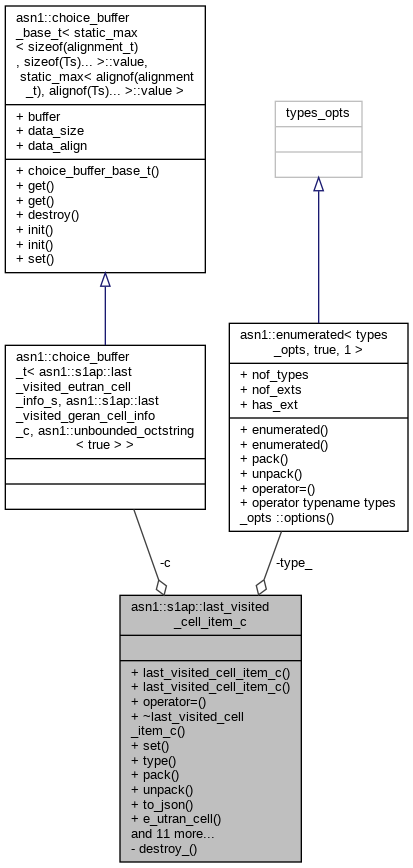 asn1::choice_buffer
_base_t< static_max
< sizeof(alignment_t)
, sizeof(Ts)... >::value,
static_max< alignof(alignment
_t), alignof(Ts)... >::value >
+ buffer
+ data_size
+ data_align
+ choice_buffer_base_t()
+ get()
+ get()
+ destroy()
+ init()
+ init()
+ set()
types_opts
asn1::choice_buffer
_t< asn1::s1ap::last
_visited_eutran_cell
_info_s, asn1::s1ap::last
_visited_geran_cell_info
_c, asn1::unbounded_octstring
< true > >
asn1::enumerated< types
_opts, true, 1 >
+ nof_types
+ nof_exts
+ has_ext
+ enumerated()
+ enumerated()
+ pack()
+ unpack()
+ operator=()
+ operator typename types
_opts ::options()
-c
-type_
asn1::s1ap::last_visited
_cell_item_c
+ last_visited_cell_item_c()
+ last_visited_cell_item_c()
+ operator=()
+ ~last_visited_cell
_item_c()
+ set()
+ type()
+ pack()
+ unpack()
+ to_json()
+ e_utran_cell()
and 11 more...
- destroy_()